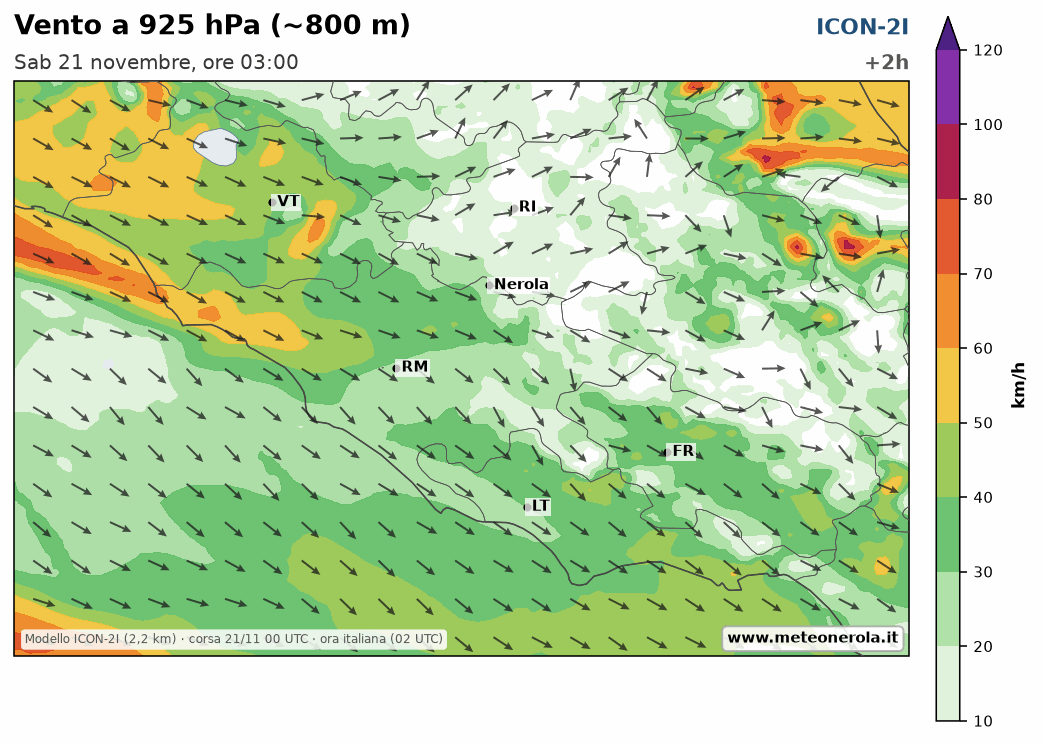 Vento a 925 hPa (~800 m)
ICON-2I
Sab 21 novembre, ore 03:00
+2h
VT
RI
Nerola
RM
FR
LT
Modello ICON-2I (2,2 km) · corsa 21/11 00 UTC · ora italiana (02 UTC)
www.meteonerola.it
120
100
80
70
60
50
40
30
20
10
km/h